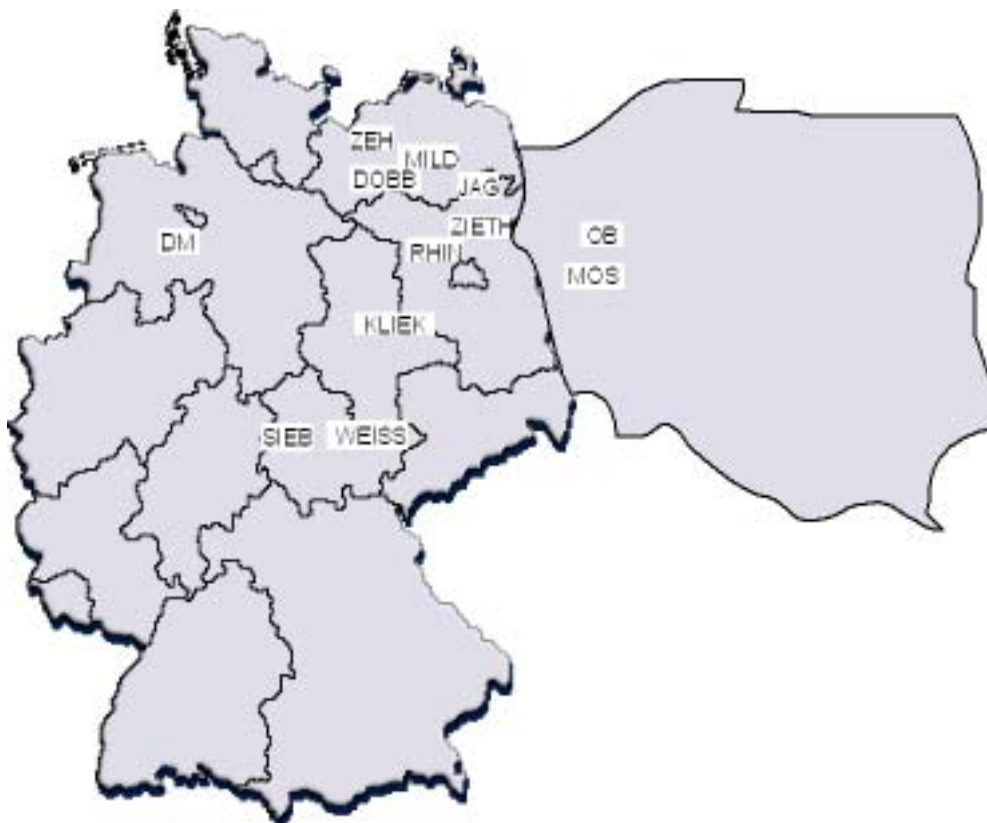 ZEH
MILD
DOBB
JAG
ZIETH
DM
OB
RHIN
MOS
KLIEK
SIEB
WEISS